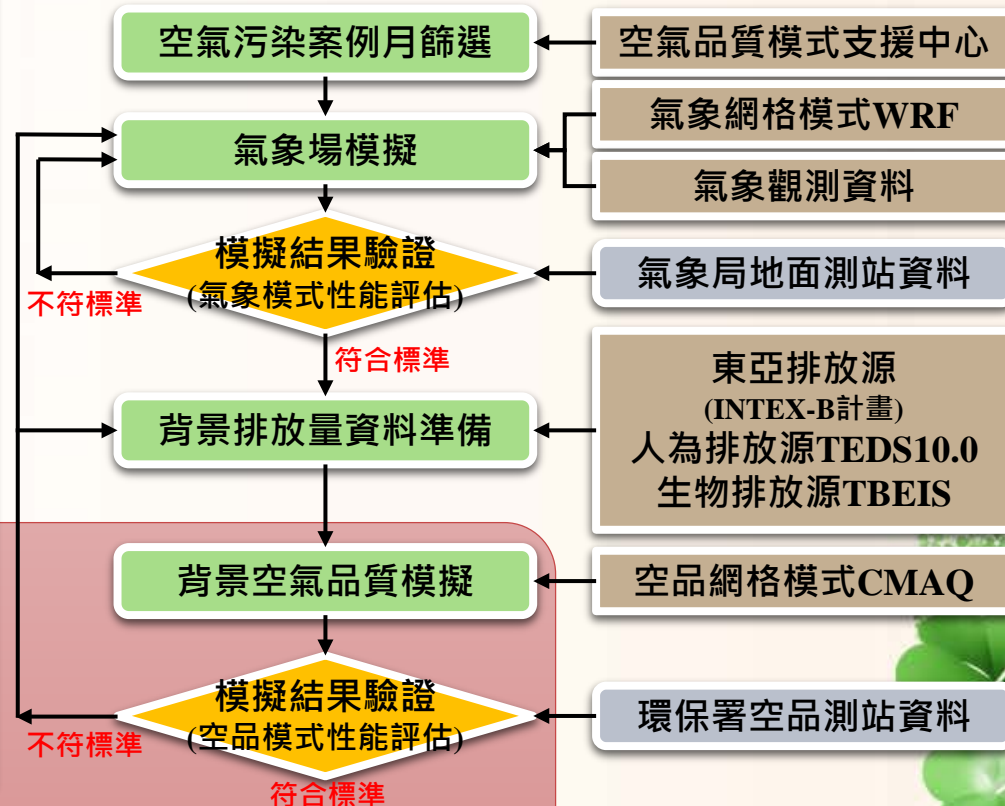 空氣污染案例月篩選
空氣品質模式支援中心
氣象網格模式WRF
氣象場模擬
氣象觀測資料
模擬結果驗證
(氣象模式性能評估)
氣象局地面測站資料
不符標準
符合標準
東亞排放源
(INTEX-B計畫)
人為排放源TEDS10.0
生物排放源TBEIS
背景排放量資料準備
背景空氣品質模擬
空品網格模式CMAQ
模擬結果驗證
(空品模式性能評估)
環保署空品測站資料
不符標準
符合標準